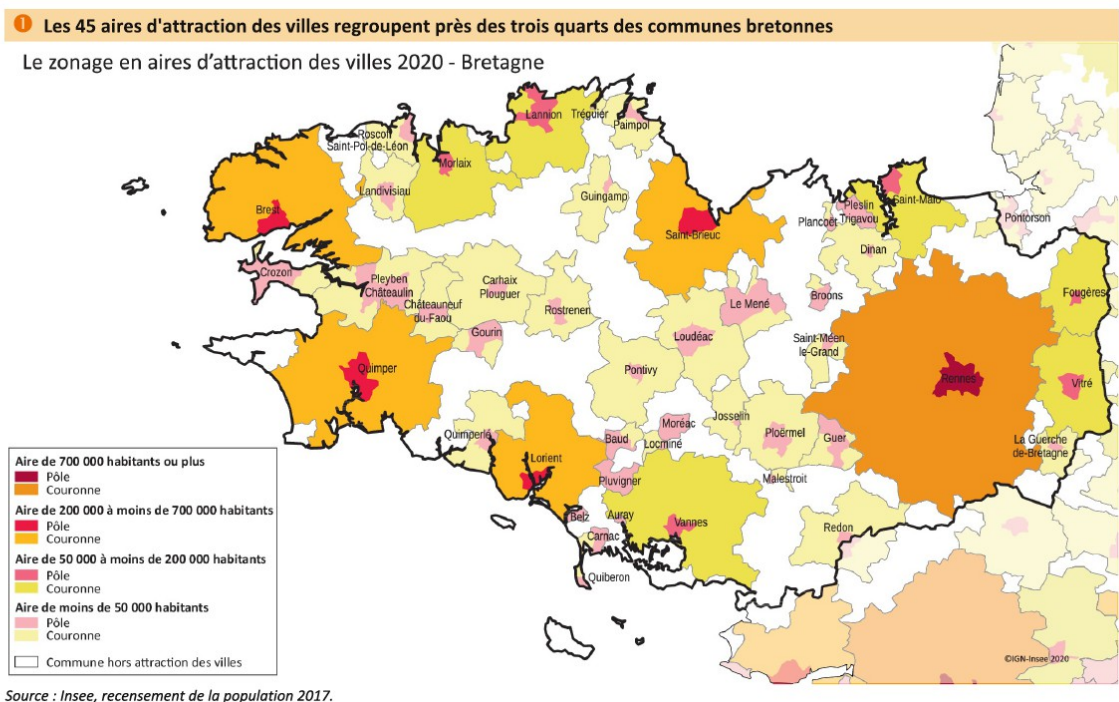 1 Les 45 aires d'attraction des villes regroupent près des trois quarts des communes bretonnes
Le zonage en aires d'attraction des villes 2020 - Bretagne
Lannion
Tréguier
Paimpol
Roscoff
Saint-Pol-de-Léon
Morlaix
Landivisiau
Guingamp
Brest
Saint-Brieuc
Pleslin
Trigavou
Saint-Malo
Plancoët
Dinan
Pontorson
Crozon
Pleyben
Châteaulin
Carhaix
Plouguer
Châteauneuf
du-Faou
Rostrenen
Le Mené
Broons
Fougères
Gourin
Loudéac
Saint-Méen
le-Grand
Quimper
Pontivy
Rennes
Vitré
Josselin
Ploërmel
Guer
Quimperlé
Baud
Moréac
Locminé
La Guerche
de-Bretagne
Lorient
Pluvigner
Malestroit
Belz
Auray
Vannes
Redon
Carnac
Quiberon
Aire de 700 000 habitants ou plus
Pôle
Couronne
Aire de 200 000 à moins de 700 000 habitants
Pôle
Couronne
Aire de 50 000 à moins de 200 000 habitants
Pôle
Couronne
Aire de moins de 50 000 habitants
Pôle
Couronne
Commune hors attraction des villes
©IGN-Insee 2020
Source : Insee, recensement de la population 2017.